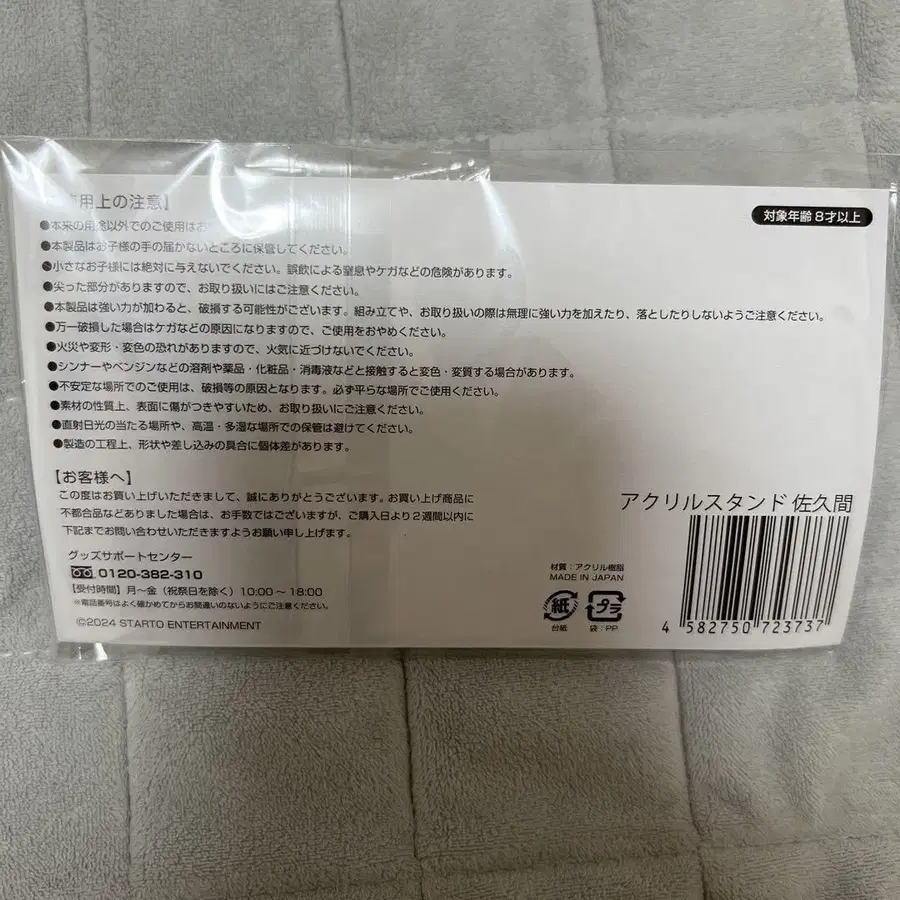 使用上の注意】
対象年齢8才以上
●本来の用途以外でのご使用はお
●本製品はお子様の手の届かないところに保管してください。
●小さなお子様には絶対に与えないでください。誤飲による窒息やケガなどの危険があります。
●尖った部分がありますので、お取り扱いにはご注意ください。
●本製品は強い力が加わると、破損する可能性がございます。組み立てや、お取り扱いの際は無理に強い力を加えたり、落としたりしないようご注意ください。
●万一破損した場合はケガなどの原因になりますので、ご使用をおやめください。
●火災や変形・変色の恐れがありますので、火気に近づけないでください。
●シンナーやベンジンなどの溶剤や薬品・化粧品・消毒液などと接触すると変色・変質する場合があります。
●不安定な場所でのご使用は、破損等の原因となります。必ず平らな場所でご使用ください。
●素材の性質上、表面に傷がつきやすいため、お取り扱いにご注意ください。
●直射日光の当たる場所や、高温・多湿な場所での保管は避けてください。
●製造の工程上、形状や差し込みの具合に個体差があります。
【お客様へ】
この度はお買い上げいただきまして、誠にありがとうございます。お買い上げ商品に
不都合品などありました場合は、お手数ではございますが、ご購入日より2週間以内に
下記までお問い合わせいただきますようお願い申し上げます。
グッズサポートセンター
0120-382-310
【受付時間】月〜金(祝祭日を除く)10:00〜18:00
※電話番号はよく確かめてからお間違いのないようにご注意ください。
©2024 STARTO ENTERTAINMENT
アクリルスタンド 佐久間
材質:アクリル樹脂
MADE IN JAPAN
紙
プラ
台紙
袋:PP
4 582750 723737